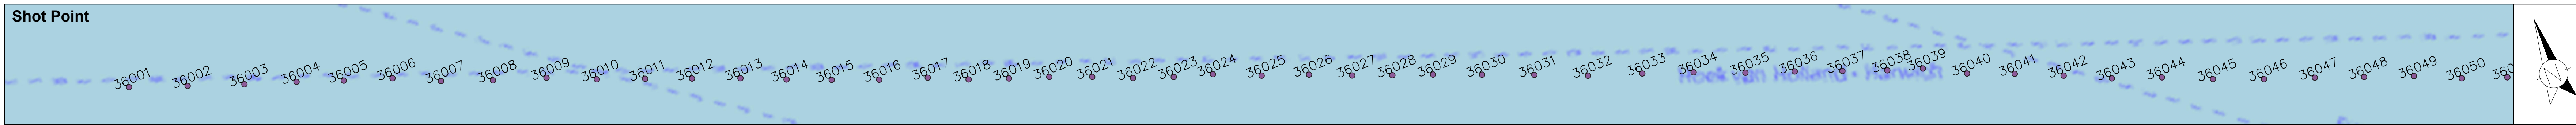 Shot Point
36001 36002 36003 36004 36005 36006 36007 36008 36009 36010 36011 36012 36013 36014 36015 36016 36017 36018 36019 36020 36021 36022 36023 36024 36025 36026 36027 36028 36029 36030 36031 36032 36033 36034 36035 36036 36037 36038 36039 36040 36041 36042 36043 36044 36045 36046 36047 36048 36049 36050 360
Hoek van Holland - Harwich
N